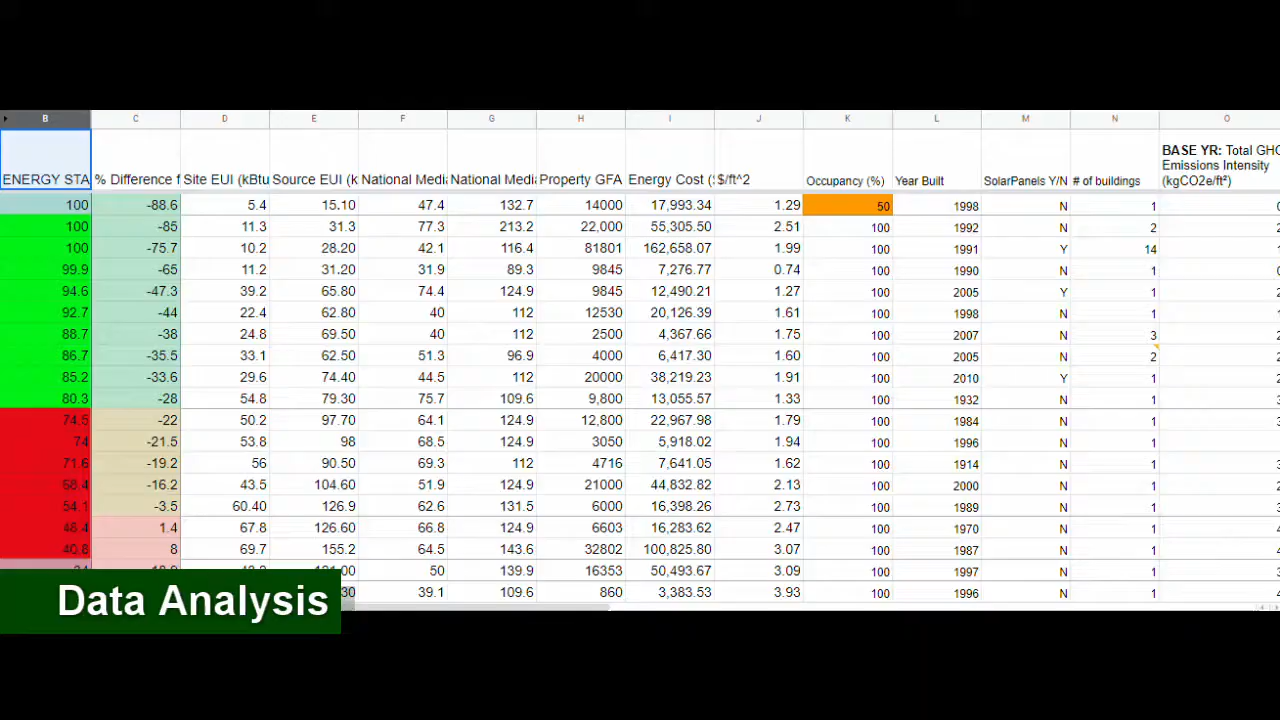 B C D E F G H I J K L M N O
BASE YR: Total GHG
Emissions Intensity
ENERGY STA % Difference f Site EUI (kBtu Source EUI (k National Media National Media Property GFA Energy Cost ($ $/ft^2 Occupancy (%) Year Built SolarPanels Y/N # of buildings (kgCO2e/ft²)
100 -88.6 5.4 15.10 47.4 132.7 14000 17,993.34 1.29 50 1998 N 1
100 -85 11.3 31.3 77.3 213.2 22,000 55,305.50 2.51 100 1992 N 2
100 -75.7 10.2 28.20 42.1 116.4 81801 162,658.07 1.99 100 1991 Y 14
99.9 -65 11.2 31.20 31.9 89.3 9845 7,276.77 0.74 100 1990 N 1
94.6 -47.3 39.2 65.80 74.4 124.9 9845 12,490.21 1.27 100 2005 Y 1
92.7 -44 22.4 62.80 40 112 12530 20,126.39 1.61 100 1998 N 1
88.7 -38 24.8 69.50 40 112 2500 4,367.66 1.75 100 2007 N 3
86.7 -35.5 33.1 62.50 51.3 96.9 4000 6,417.30 1.60 100 2005 N 2
85.2 -33.6 29.6 74.40 44.5 112 20000 38,219.23 1.91 100 2010 Y 1
80.3 -28 54.8 79.30 75.7 109.6 9,800 13,055.57 1.33 100 1932 N 1
74.5 -22 50.2 97.70 64.1 124.9 12,800 22,967.98 1.79 100 1984 N 1
74 -21.5 53.8 98 68.5 124.9 3050 5,918.02 1.94 100 1996 N 1
71.6 -19.2 56 90.50 69.3 112 4716 7,641.05 1.62 100 1914 N 1
68.4 -16.2 43.5 104.60 51.9 124.9 21000 44,832.82 2.13 100 2000 N 1
54.1 -3.5 60.40 126.9 62.6 131.5 6000 16,398.26 2.73 100 1989 N 1
48.4 1.4 67.8 126.60 66.8 124.9 6603 16,283.62 2.47 100 1970 N 1
40.8 8 69.7 155.2 64.5 143.6 32802 100,825.80 3.07 100 1987 N 1
50 139.9 16353 50,493.67 3.09 100 1997 N 1
39.1 109.6 860 3,383.53 3.93 100 1996 N 1
Data Analysis